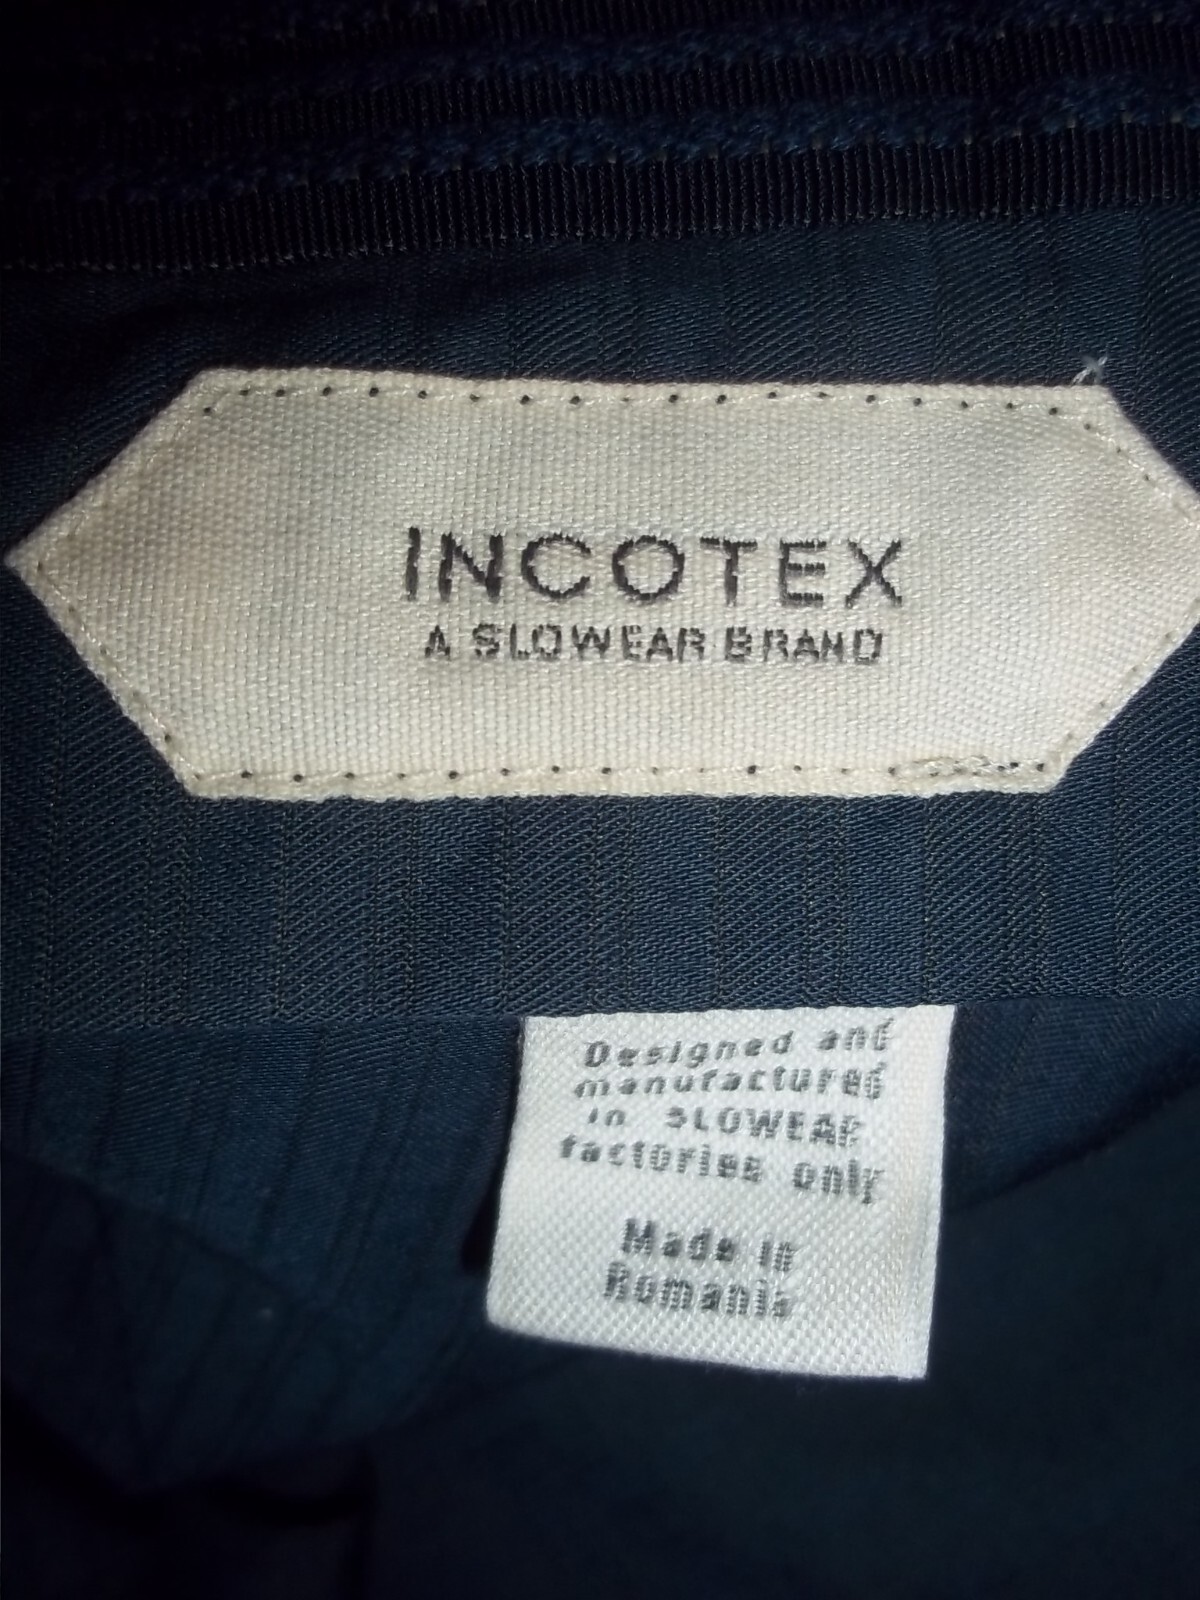 INCOTEX
A SLOWEAR BRAND
Designed and
manufactured
in SLOWEAR
factories only
Made in
Romania